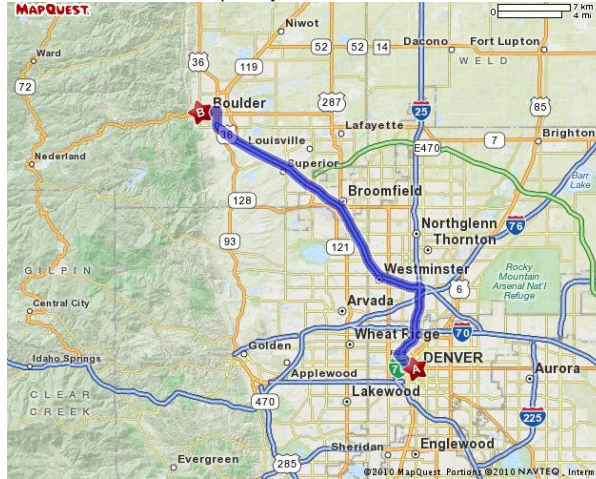 MAPQUEST
7 km
0
4 mi
Niwot
Ward
36
52
52
14
Dacono
Fort Lupton
119
WELD
72
287
85
B
Boulder
25
36
Lafayette
Louisville
E470
7
Brighton
Nederland
Superior
Barr
Lake
128
Broomfield
Northglenn
76
93
Thornton
121
GILPIN
Westminster
Rocky
Mountain
Arsenal Nat'l
Refuge
6
Central City
Arvada
Wheat Ridge
70
Golden
Idaho Springs
DENVER
A
Applewood
Aurora
CLEAR
CREEK
470
Lakewood
225
Sheridan
Englewood
Evergreen
285
©2010 MapQuest Portions ©2010 NAVTEQ, Interm